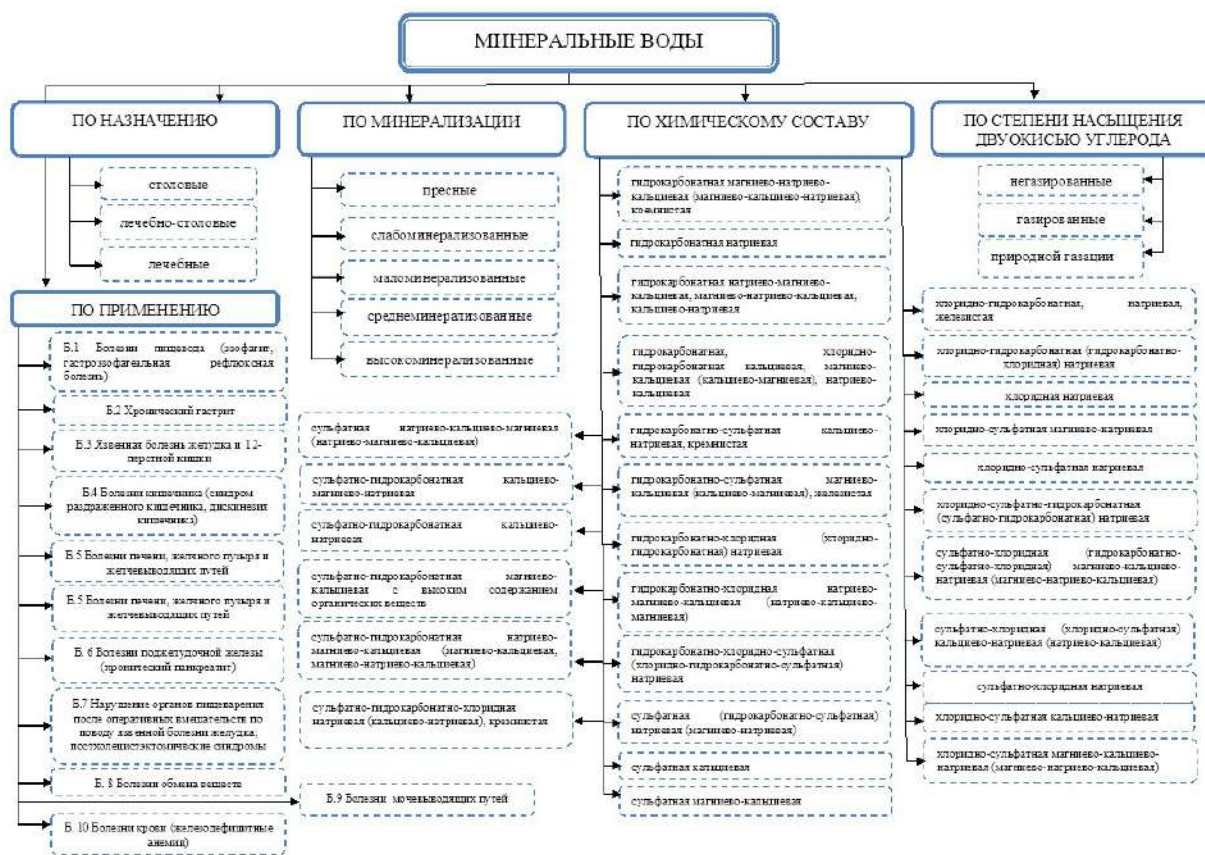 МИНЕРАЛЬНЫЕ ВОДЫ
ПО НАЗНАЧЕНИЮ
столовые
лечебно-столовые
лечебные
ПО ПРИМЕНЕНИЮ
Б.1 Болезни пищевода (эзофагит,
гастроэзофагеальная рефлюксная
болезнь)
Б.2 Хронический гастрит
Б.3 Язвенная болезнь желудка и 12-
перстной кишки
Б.4 Болезни кишечника (синдром
раздраженного кишечника, дискинезия
кишечника)
Б.5 Болезни печени, желчного пузыря и
желчевыводящих путей
Б.5 Болезни печени, желчного пузыря и
желчевыводящих путей
Б. 6 Болезни поджелудочной железы
(хронический панкреатит)
Б.7 Нарушение органов пищеварения
после оперативных вмешательств по
поводу язвенной болезни желудка;
постхолецистэктомические синдромы
Б. 8 Болезни обмена веществ
Б.9 Болезни мочевыводящих путей
Б. 10 Болезни крови (железодефицитные
анемии)
ПО МИНЕРАЛИЗАЦИИ
пресные
слабоминерализованные
маломинерализованные
среднеминерализованные
высокоминерализованные
ПО ХИМИЧЕСКОМУ СОСТАВУ
гидрокарбонатная магниево-натриево-
кальциевая (магниево-кальциево-натриевая),
кремнистая
гидрокарбонатная натриевая
гидрокарбонатная натриево-магниево-
кальциевая, магниево-натриево-кальциевая,
кальциево-натриевая
гидрокарбонатная, хлоридно-
гидрокарбонатная кальциевая, магниево-
кальциевая (кальциево-магниевая), натриево-
кальциевая
гидрокарбонатно-сульфатная кальциево-
натриевая, кремнистая
гидрокарбонатно-сульфатная магниево-
кальциевая (кальциево-магниевая), железистая
гидрокарбонатно-хлоридная (хлоридно-
гидрокарбонатная) натриевая
гидрокарбонатно-хлоридная натриево-
магниево-кальциевая (натриево-кальциево-
магниевая)
гидрокарбонатно-хлоридно-сульфатная
(хлоридно-гидрокарбонатно-сульфатная)
натриевая
сульфатная (гидрокарбонатно-сульфатная)
натриевая (магниево-натриевая)
сульфатная кальциевая
сульфатная магниево-кальциевая
сульфатная натриево-кальциево-магниевая
(натриево-магниево-кальциевая)
сульфатно-гидрокарбонатная кальциево-
магниево-натриевая
сульфатно-гидрокарбонатная кальциево-
натриевая
сульфатно-гидрокарбонатная магниево-
кальциевая с высоким содержанием
органических веществ
сульфатно-гидрокарбонатная натриево-
магниево-кальциевая (магниево-кальциевая,
магниево-натриево-кальциевая)
сульфатно-гидрокарбонатно-хлоридная
натриевая (кальциево-натриевая), кремнистая
хлоридно-гидрокарбонатная, натриевая,
железистая
хлоридно-гидрокарбонатная (гидрокарбонатно-
хлоридная) натриевая
хлоридная натриевая
хлоридно-сульфатная магниево-натриевая
хлоридно-сульфатная натриевая
хлоридно-сульфатно-гидрокарбонатная
(сульфатно-гидрокарбонатная) натриевая
сульфатно-хлоридная (гидрокарбонатно-
сульфатно-хлоридная) магниево-кальциево-
натриевая (магниево-натриево-кальциевая)
сульфатно-хлоридная (хлоридно-сульфатная)
кальциево-натриевая (натриево-кальциевая)
сульфатно-хлоридная натриевая
хлоридно-сульфатная кальциево-натриевая
хлоридно-сульфатная магниево-кальциево-
натриевая (магниево-натриево-кальциевая)
ПО СТЕПЕНИ НАСЫЩЕНИЯ
ДВУОКИСЬЮ УГЛЕРОДА
негазированные
газированные
природной газации